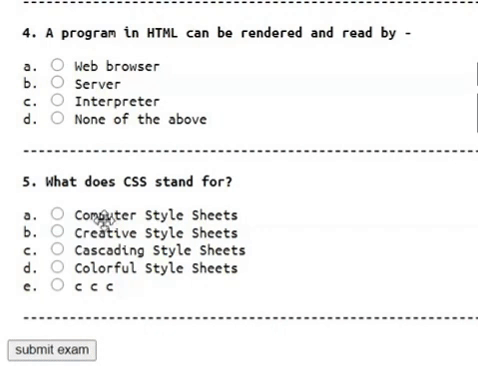 4. A program in HTML can be rendered and read by -
a. Web browser
b. Server
c. Interpreter
d. None of the above
5. What does CSS stand for?
a. Computer Style Sheets
b. Creative Style Sheets
c. Cascading Style Sheets
d. Colorful Style Sheets
e. c c c
submit exam